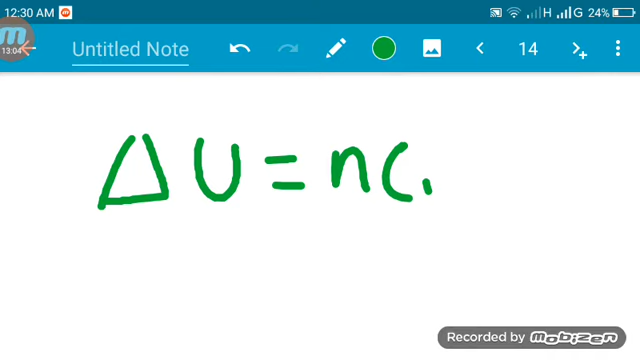 12:30 AM H G 24%
13:04 Untitled Note 14
ΔU = nC
Recorded by
mobizen